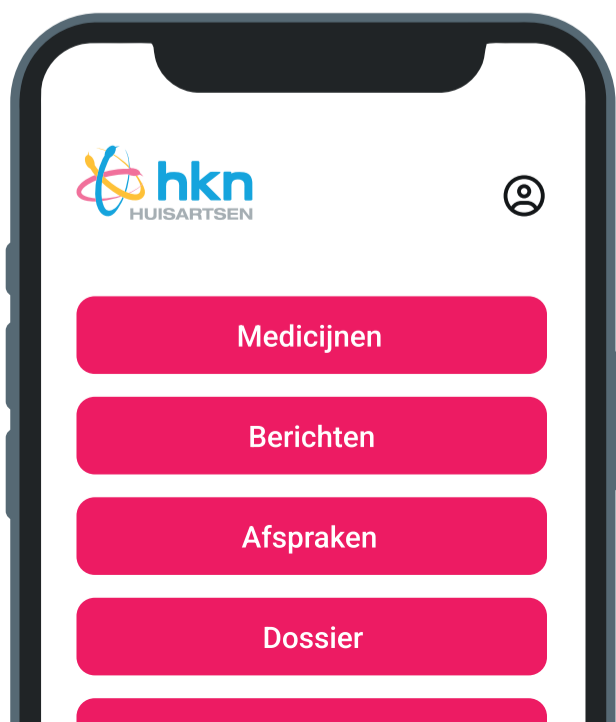 hkn
HUISARTSEN
Medicijnen
Berichten
Afspraken
Dossier